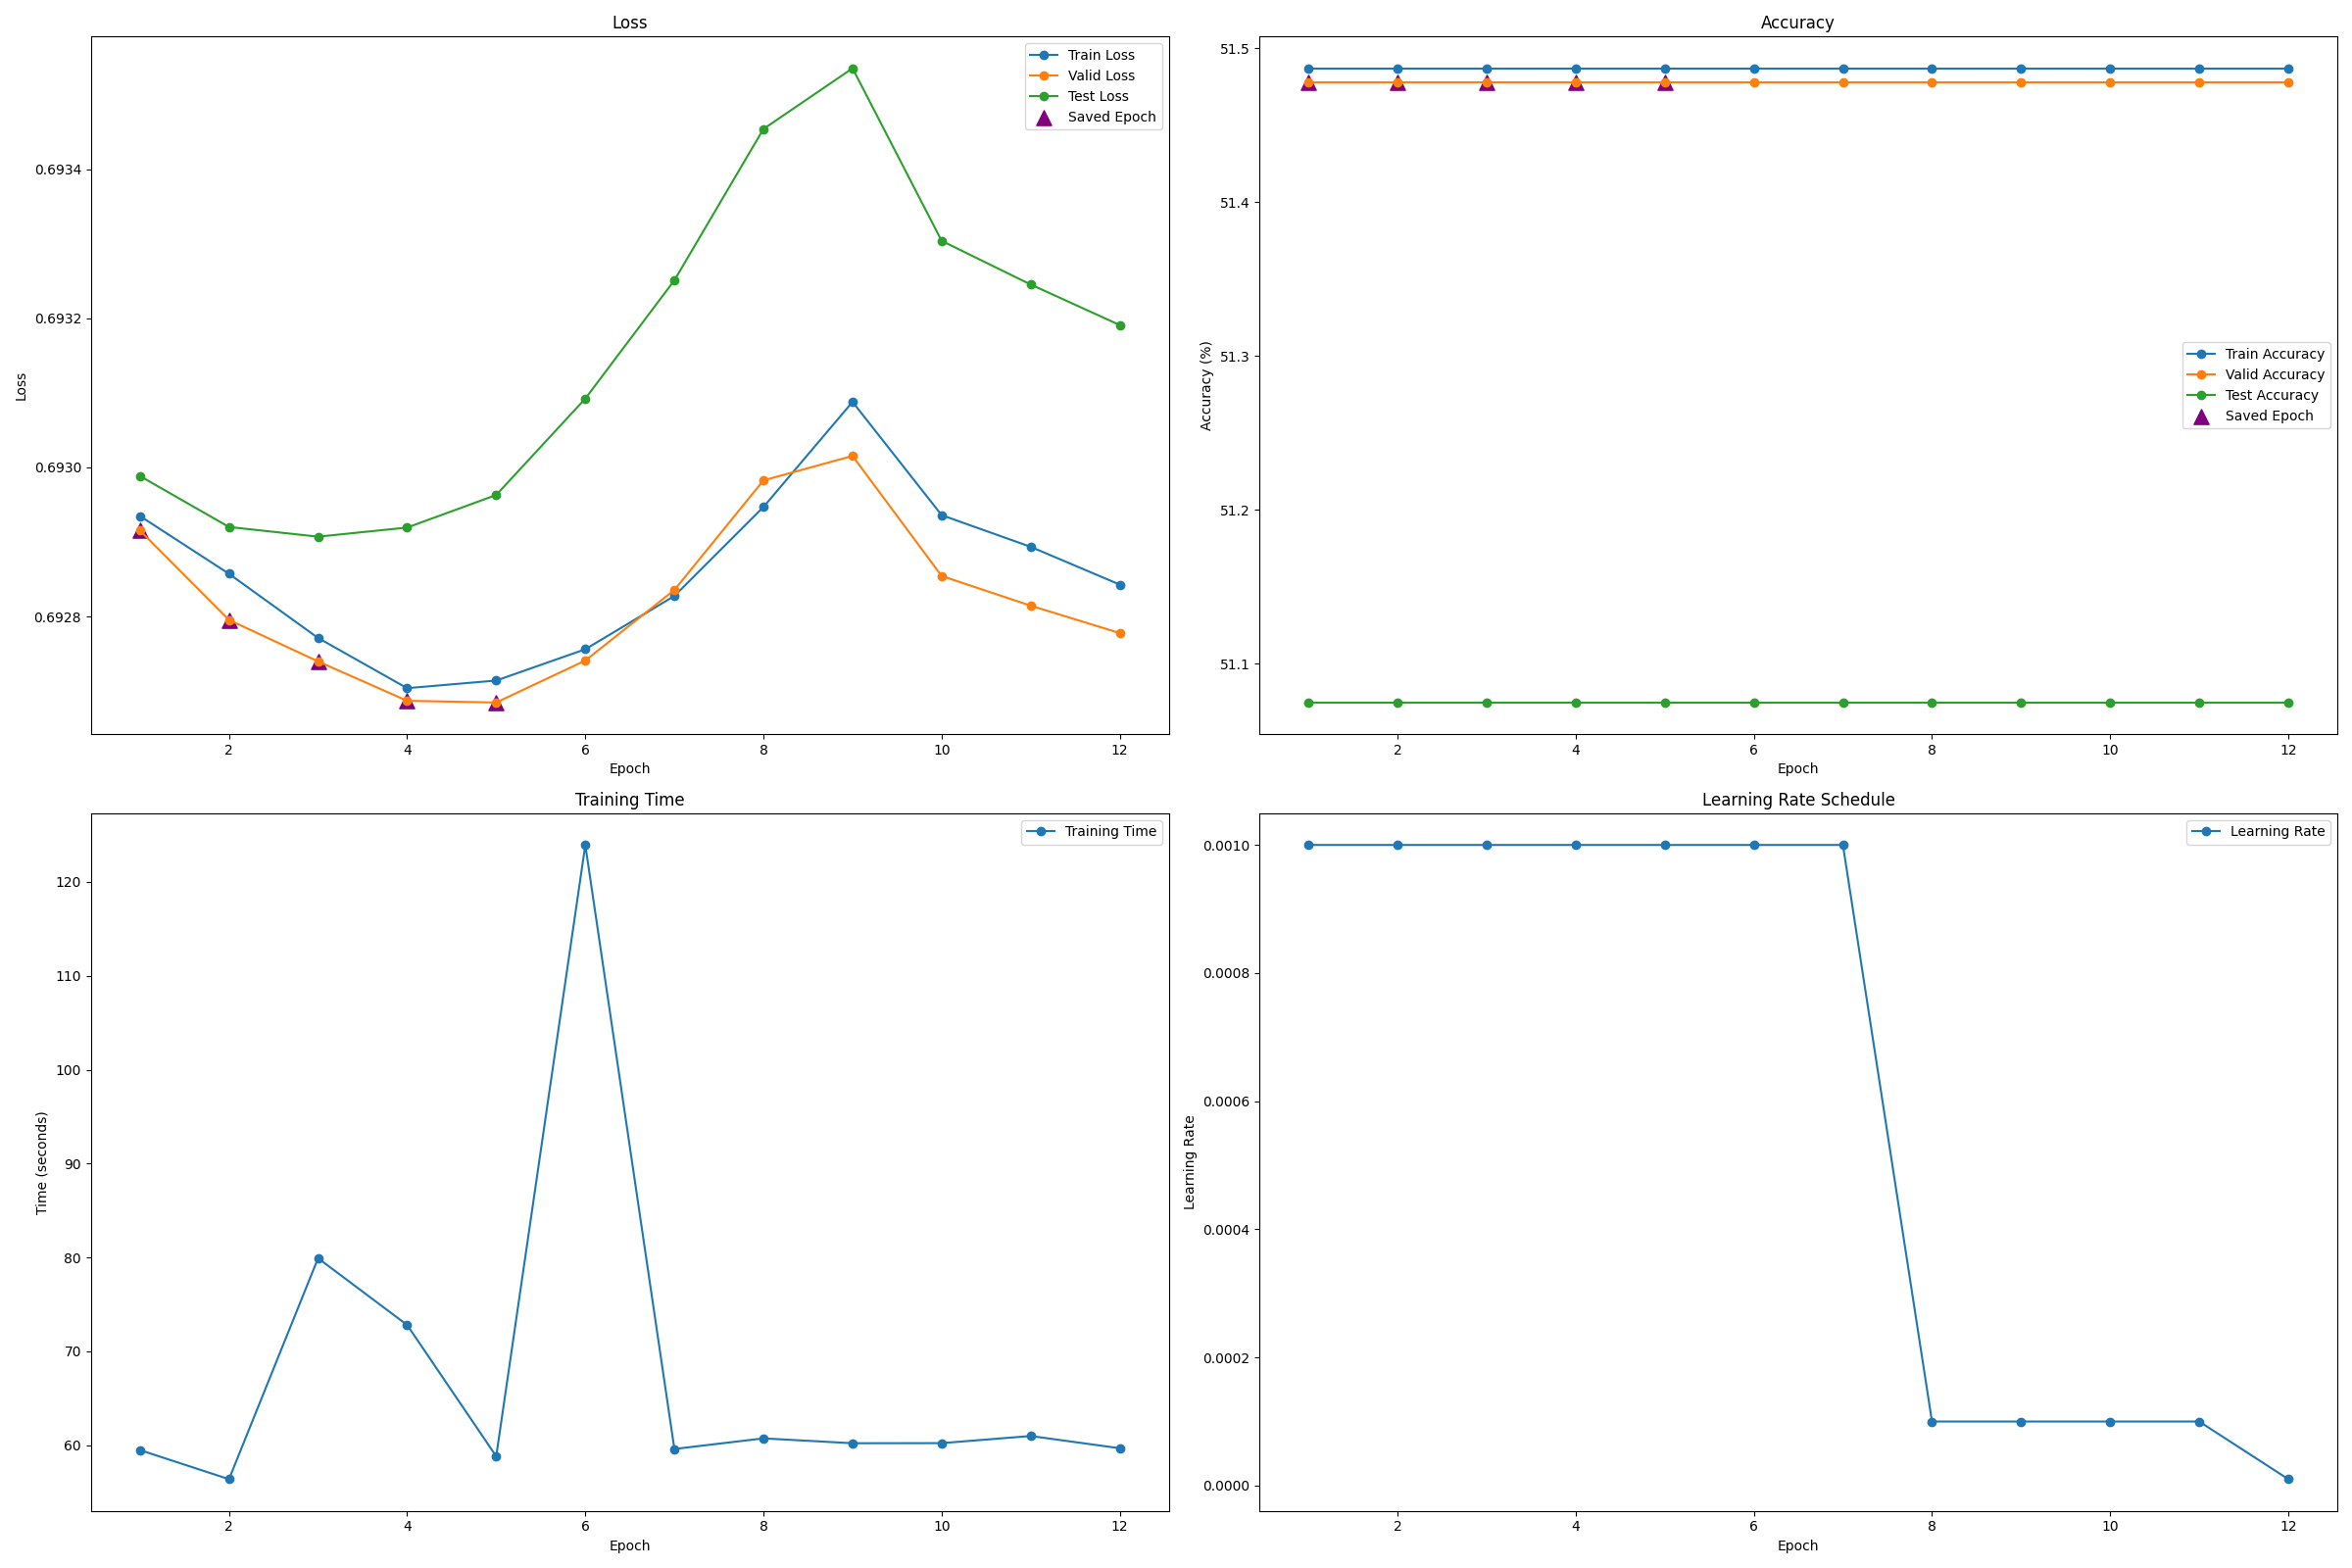 Loss
Train Loss
Valid Loss
Test Loss
Saved Epoch
0.6934
0.6932
0.6930
0.6928
Loss
2 4 6 8 10 12
Epoch
Accuracy
51.5
51.4
51.3
51.2
51.1
Accuracy (%)
Train Accuracy
Valid Accuracy
Test Accuracy
Saved Epoch
2 4 6 8 10 12
Epoch
Training Time
Training Time
120
110
100
90
80
70
60
Time (seconds)
2 4 6 8 10 12
Epoch
Learning Rate Schedule
Learning Rate
0.0010
0.0008
0.0006
0.0004
0.0002
0.0000
Learning Rate
2 4 6 8 10 12
Epoch